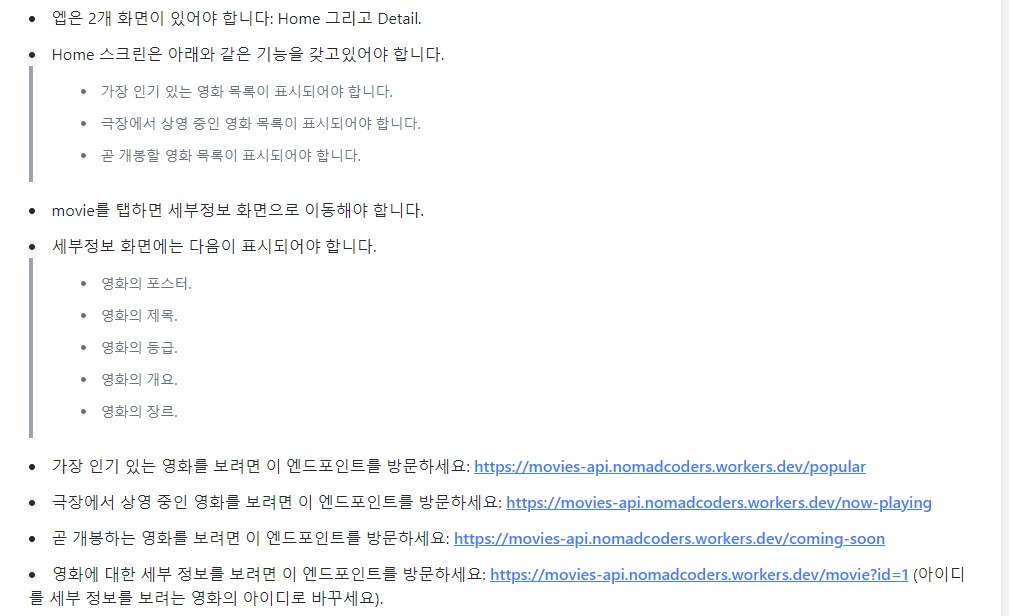 • 엡은 2개 화면이 있어야 합니다: Home 그리고 Detail.
• Home 스크린은 아래와 같은 기능을 갖고있어야 합니다.
• 가장 인기 있는 영화 목록이 표시되어야 합니다.
• 극장에서 상영 중인 영화 목록이 표시되어야 합니다.
• 곧 개봉할 영화 목록이 표시되어야 합니다.
• movie를 탭하면 세부정보 화면으로 이동해야 합니다.
• 세부정보 화면에는 다음이 표시되어야 합니다.
• 영화의 포스터.
• 영화의 제목.
• 영화의 등급.
• 영화의 개요.
• 영화의 장르.
• 가장 인기 있는 영화를 보려면 이 엔드포인트를 방문하세요: https://movies-api.nomadcoders.workers.dev/popular
• 극장에서 상영 중인 영화를 보려면 이 엔드포인트를 방문하세요: https://movies-api.nomadcoders.workers.dev/now-playing
• 곧 개봉하는 영화를 보려면 이 엔드포인트를 방문하세요: https://movies-api.nomadcoders.workers.dev/coming-soon
• 영화에 대한 세부 정보를 보려면 이 엔드포인트를 방문하세요: https://movies-api.nomadcoders.workers.dev/movie?id=1 (아이디
를 세부 정보를 보려는 영화의 아이디로 바꾸세요).